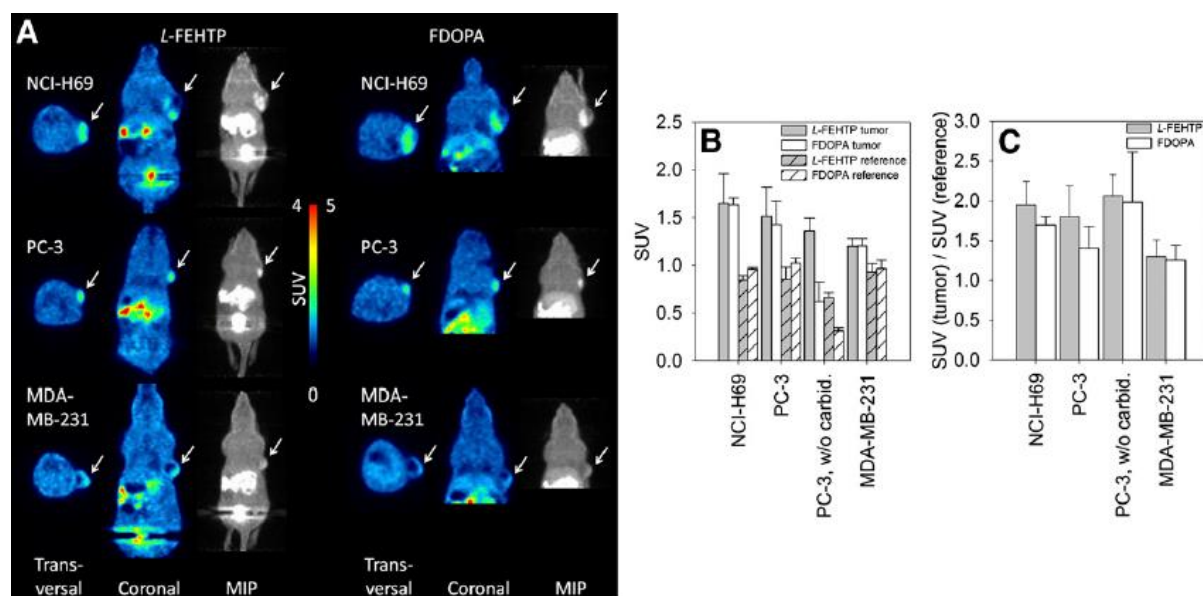 A
L-FEHTP
FDOPA
NCI-H69
NCI-H69
PC-3
PC-3
4 5
SUV
0
MDA-
MB-231
MDA-
MB-231
Trans-
versal
Coronal
MIP
Trans-
versal
Coronal
MIP
B
L-FEHTP tumor
FDOPA tumor
L-FEHTP reference
FDOPA reference
SUV
2.5
2.0
1.5
1.0
0.5
0.0
NCI-H69
PC-3
PC-3, w/o carbid.
MDA-MB-231
C
L-FEHTP
FDOPA
SUV (tumor) / SUV (reference)
3.0
2.5
2.0
1.5
1.0
0.5
0.0
NCI-H69
PC-3
PC-3, w/o carbid.
MDA-MB-231